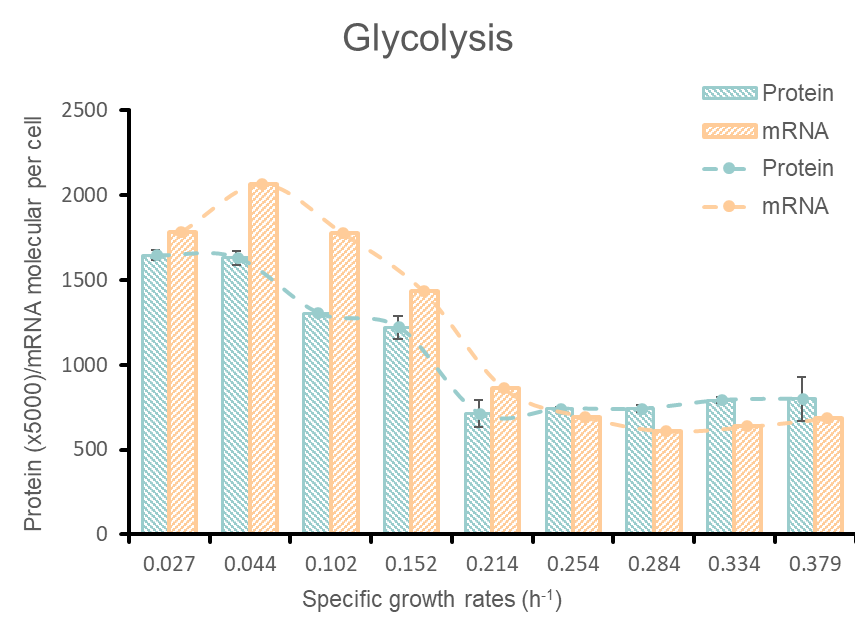 Glycolysis
Protein
mRNA
Protein
mRNA
Protein (x5000)/mRNA molecular per cell
2500
2000
1500
1000
500
0
0.027 0.044 0.102 0.152 0.214 0.254 0.284 0.334 0.379
Specific growth rates (h⁻¹)